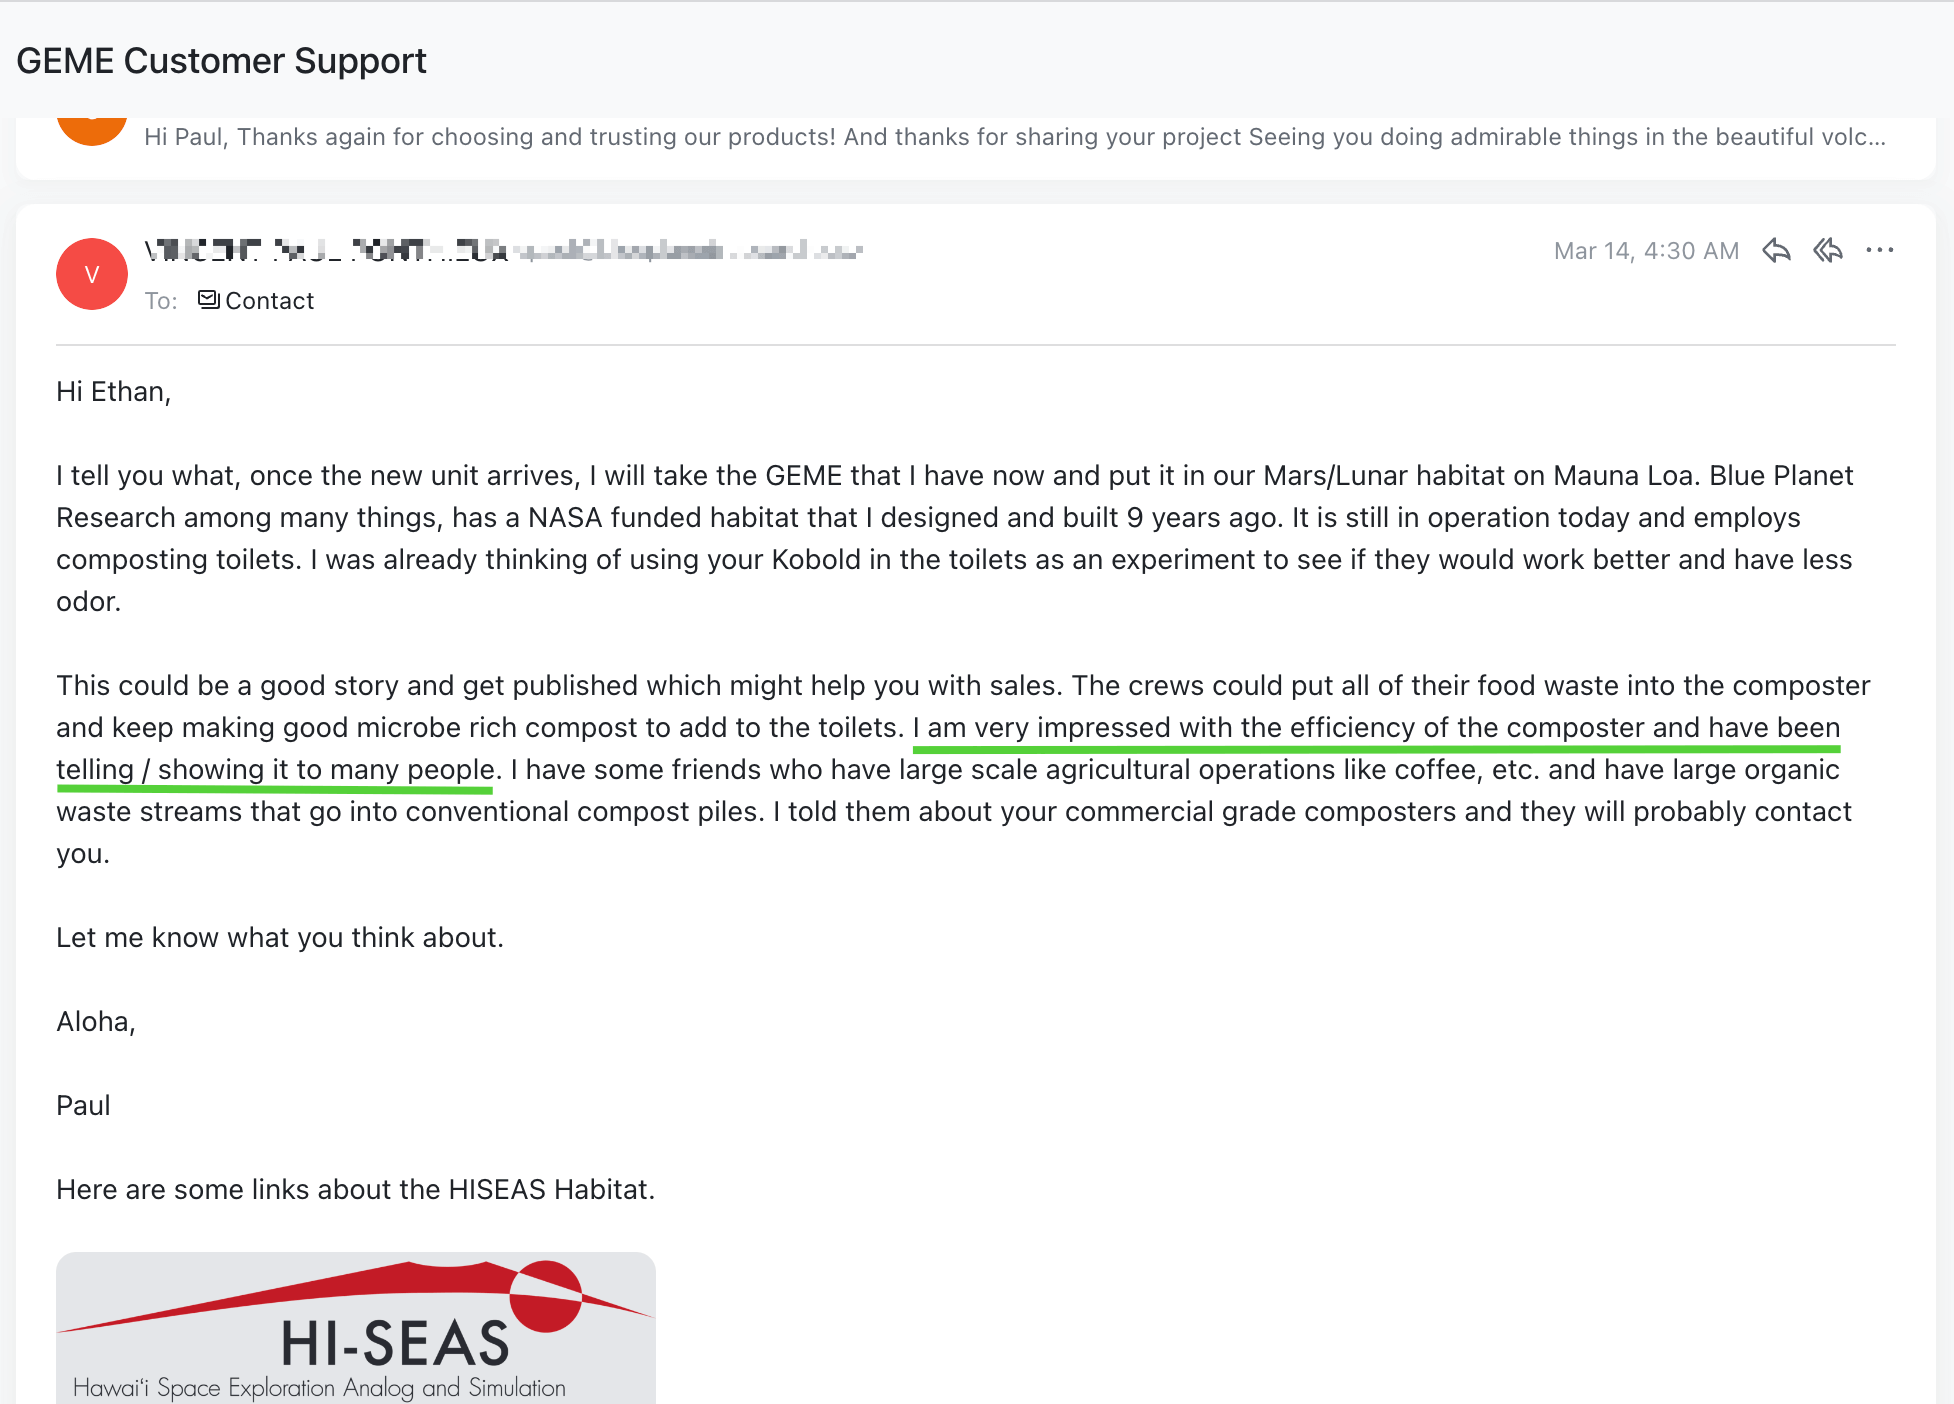 GEME Customer Support
Hi Paul, Thanks again for choosing and trusting our products! And thanks for sharing your project Seeing you doing admirable things in the beautiful volc...
V
Mar 14, 4:30 AM
To: Contact
Hi Ethan,
I tell you what, once the new unit arrives, I will take the GEME that I have now and put it in our Mars/Lunar habitat on Mauna Loa. Blue Planet
Research among many things, has a NASA funded habitat that I designed and built 9 years ago. It is still in operation today and employs
composting toilets. I was already thinking of using your Kobold in the toilets as an experiment to see if they would work better and have less
odor.
This could be a good story and get published which might help you with sales. The crews could put all of their food waste into the composter
and keep making good microbe rich compost to add to the toilets. I am very impressed with the efficiency of the composter and have been
telling / showing it to many people. I have some friends who have large scale agricultural operations like coffee, etc. and have large organic
waste streams that go into conventional compost piles. I told them about your commercial grade composters and they will probably contact
you.
Let me know what you think about.
Aloha,
Paul
Here are some links about the HISEAS Habitat.
HI-SEAS
Hawaiʻi Space Exploration Analog and Simulation